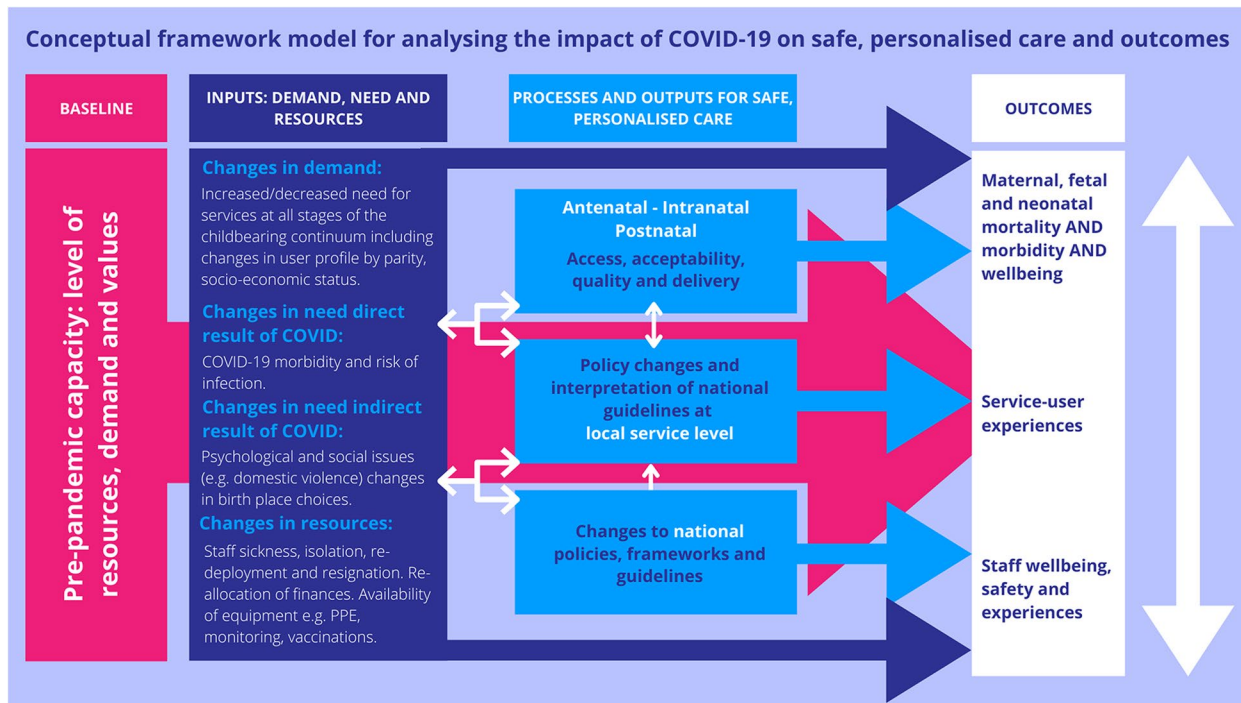 Conceptual framework model for analysing the impact of COVID-19 on safe, personalised care and outcomes
BASELINE
Pre-pandemic capacity: level of
resources, demand and values
INPUTS: DEMAND, NEED AND
RESOURCES
Changes in demand:
Increased/decreased need for
services at all stages of the
childbearing continuum including
changes in user profile by parity,
socio-economic status.
Changes in need direct
result of COVID:
COVID-19 morbidity and risk of
infection.
Changes in need indirect
result of COVID:
Psychological and social issues
(e.g. domestic violence) changes
in birth place choices.
Changes in resources:
Staff sickness, isolation, re-
deployment and resignation. Re-
allocation of finances. Availability
of equipment e.g. PPE,
monitoring, vaccinations.
PROCESSES AND OUTPUTS FOR SAFE,
PERSONALISED CARE
Antenatal - Intranatal
Postnatal
Access, acceptability,
quality and delivery
Policy changes and
interpretation of national
guidelines at
local service level
Changes to national
policies, frameworks and
guidelines
OUTCOMES
Maternal, fetal
and neonatal
mortality AND
morbidity AND
wellbeing
Service-user
experiences
Staff wellbeing,
safety and
experiences